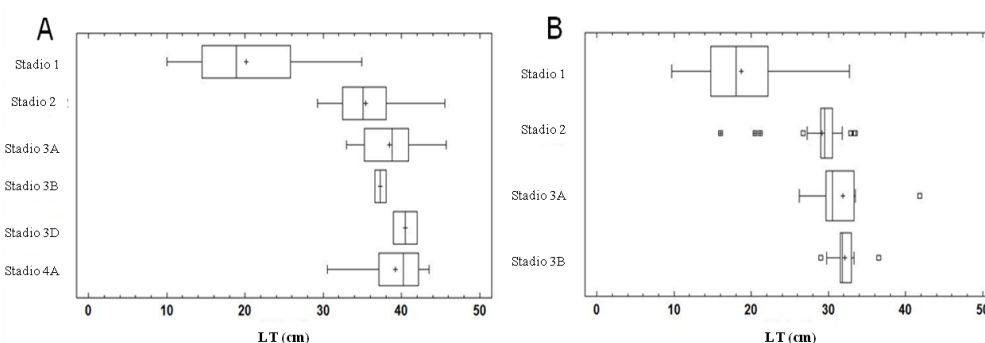 A
Stadio 1
Stadio 2
Stadio 3A
Stadio 3B
Stadio 3D
Stadio 4A
0 10 20 30 40 50
LT (cm)
B
Stadio 1
Stadio 2
Stadio 3A
Stadio 3B
0 10 20 30 40
LT (cm)